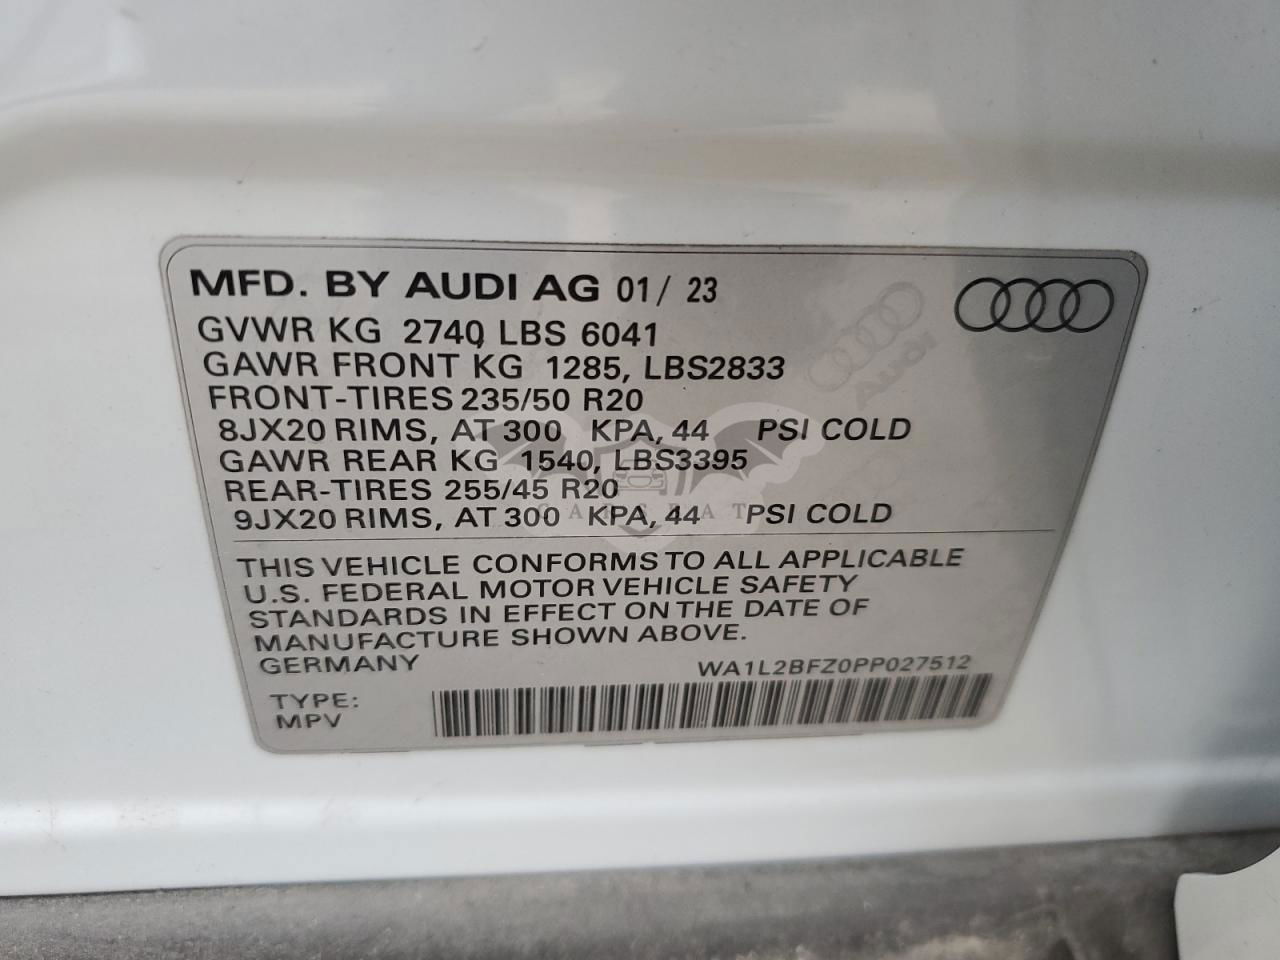 MFD. BY AUDI AG 01/ 23
GVWR KG 2740 LBS 6041
GAWR FRONT KG 1285, LBS2833
FRONT-TIRES 235/50 R20
8JX20 RIMS, AT 300 KPA, 44 PSI COLD
GAWR REAR KG 1540, LBS3395
REAR-TIRES 255/45 R20
9JX20 RIMS, AT 300 KPA, 44 PSI COLD
CARSBAT
THIS VEHICLE CONFORMS TO ALL APPLICABLE
U.S. FEDERAL MOTOR VEHICLE SAFETY
STANDARDS IN EFFECT ON THE DATE OF
MANUFACTURE SHOWN ABOVE.
GERMANY WA1L2BFZ0PP027512
TYPE:
MPV
AUDI